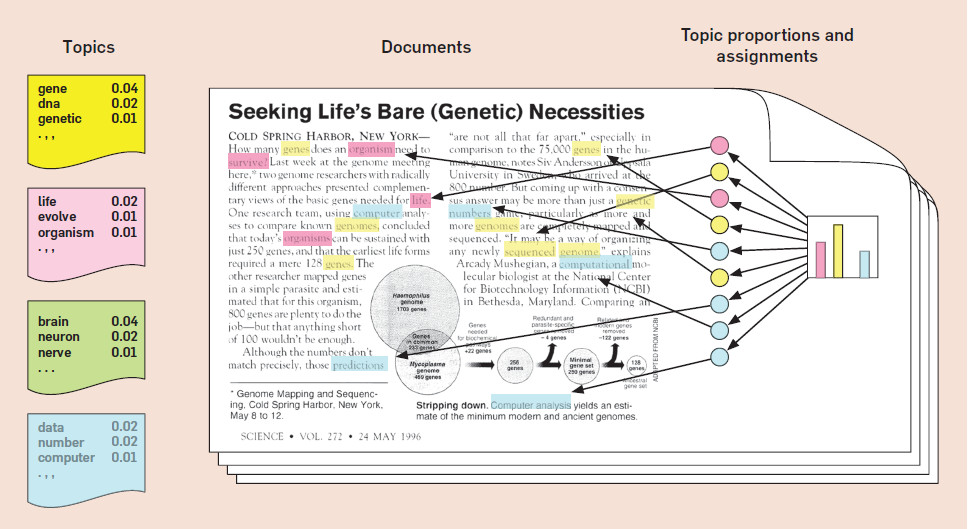 Topics
Documents
Topic proportions and
assignments
gene 0.04
dna 0.02
genetic 0.01
. , ,
life 0.02
evolve 0.01
organism 0.01
. , ,
brain 0.04
neuron 0.02
nerve 0.01
. . .
data 0.02
number 0.02
computer 0.01
. , ,
Seeking Life's Bare (Genetic) Necessities
COLD SPRING HARBOR, NEW YORK—
How many genes does an organism need to
survive? Last week at the genome meeting
here,* two genome researchers with radically
different approaches presented complemen-
tary views of the basic genes needed for life.
One research team, using computer analy-
ses to compare known genomes, concluded
that today's organisms can be sustained with
just 250 genes, and that the earliest life forms
required a mere 128 genes. The
other researcher mapped genes
in a simple parasite and esti-
mated that for this organism,
800 genes are plenty to do the
job—but that anything short
of 100 wouldn't be enough.
Although the numbers don't
match precisely, those predictions
* Genome Mapping and Sequenc-
ing, Cold Spring Harbor, New York,
May 8 to 12.
"are not all that far apart," especially in
comparison to the 75,000 genes in the hu-
man genome, notes Siv Andersson of Uppsala
University in Sweden, who arrived at the
800 number. But coming up with a consen-
sus answer may be more than just a genetic
numbers game, particularly as more and
more genomes are completely mapped and
sequenced. "It may be a way of organizing
any newly sequenced genome," explains
Arcady Mushegian, a computational mo-
lecular biologist at the National Center
for Biotechnology Information (NCBI)
in Bethesda, Maryland. Comparing an
Haemophilus
genome
1703 genes
Genes
in common
233 genes
Mycoplasma
genome
469 genes
Genes
needed
for biochemical
pathways
+22 genes
256
genes
Redundant and
parasite-specific
genes removed
– 4 genes
Minimal
gene set
250 genes
Related and
modern genes
removed
–122 genes
128
genes
Ancestral
gene set
ADAPTED FROM NCBI
Stripping down. Computer analysis yields an esti-
mate of the minimum modern and ancient genomes.
SCIENCE • VOL. 272 • 24 MAY 1996